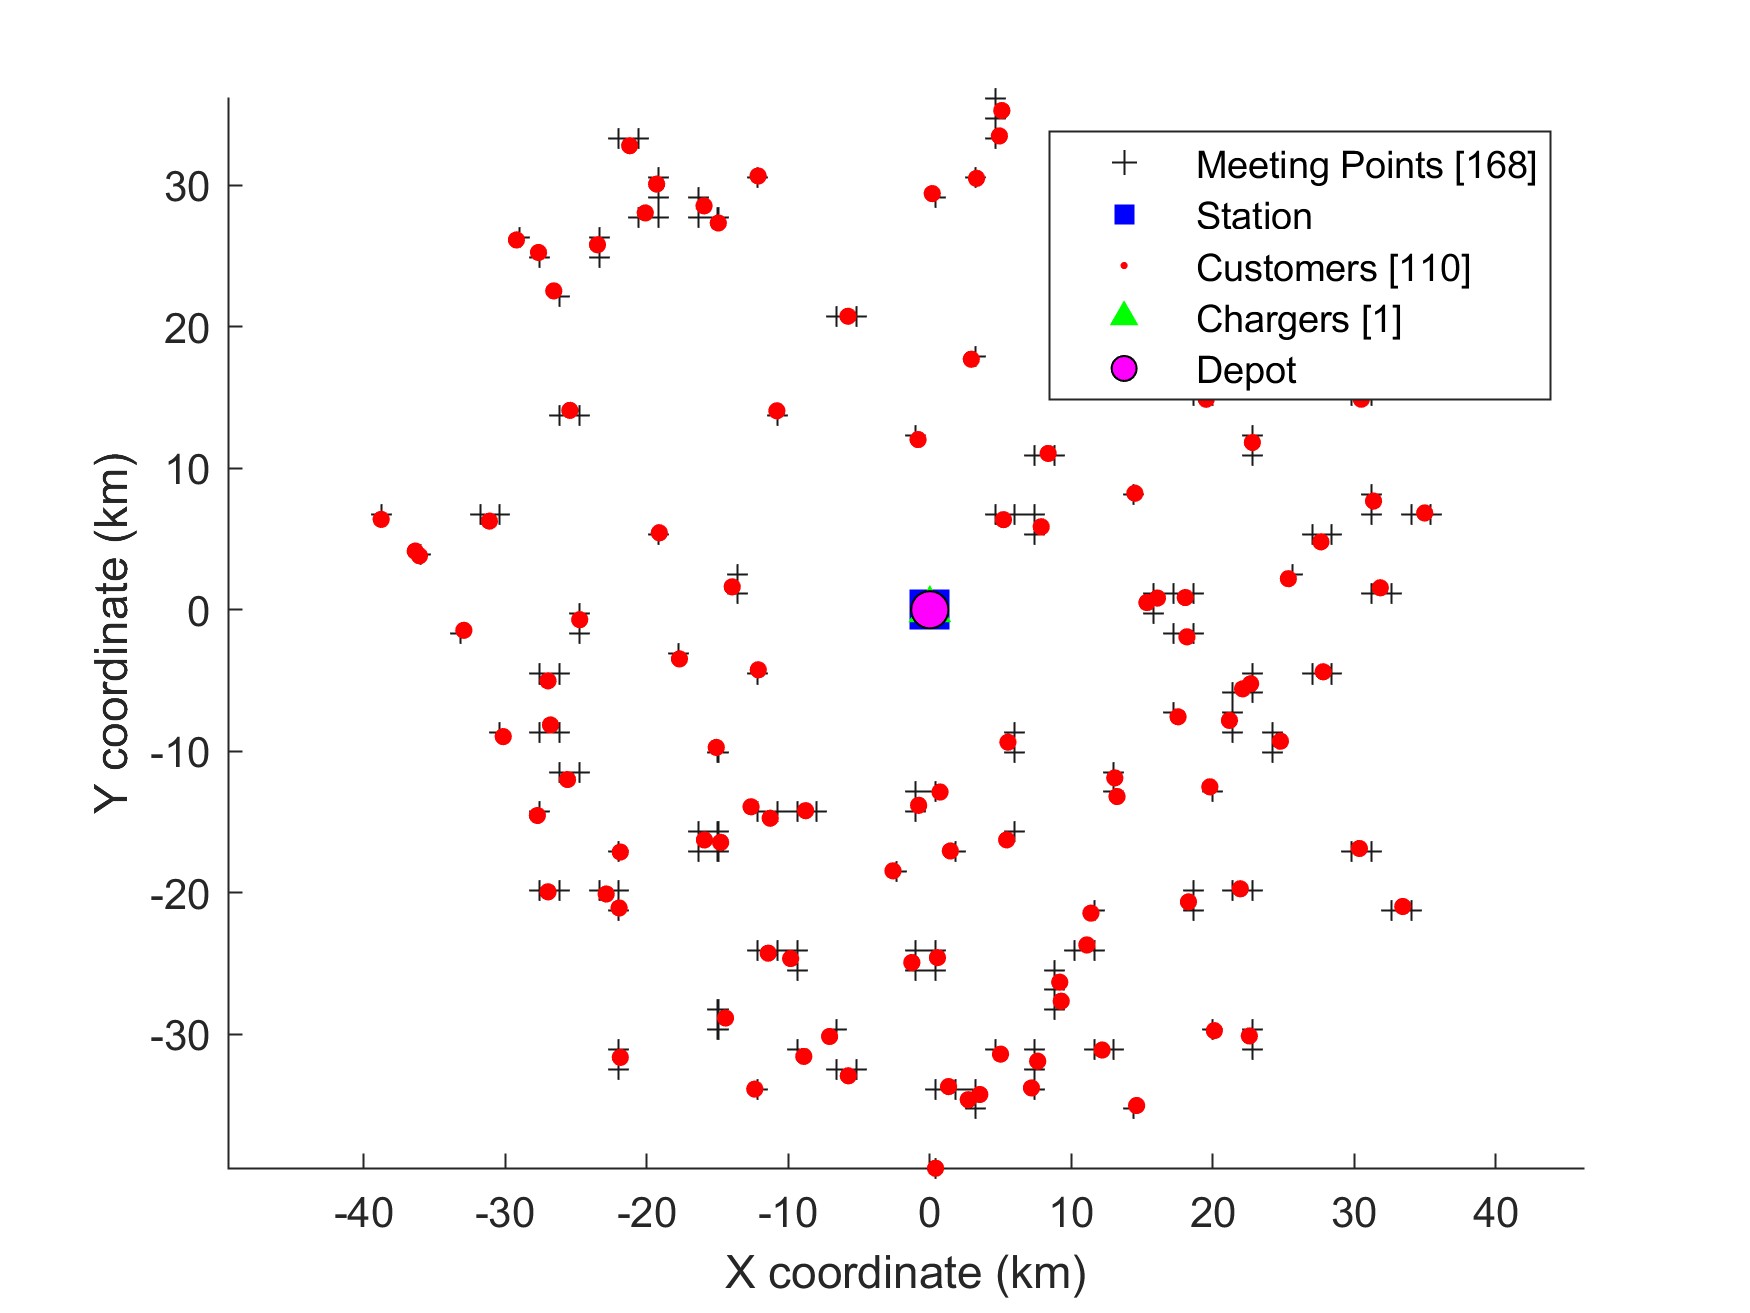 Meeting Points [168]
Station
Customers [110]
Chargers [1]
Depot
30
20
10
0
-10
-20
-30
Y coordinate (km)
-40 -30 -20 -10 0 10 20 30 40
X coordinate (km)